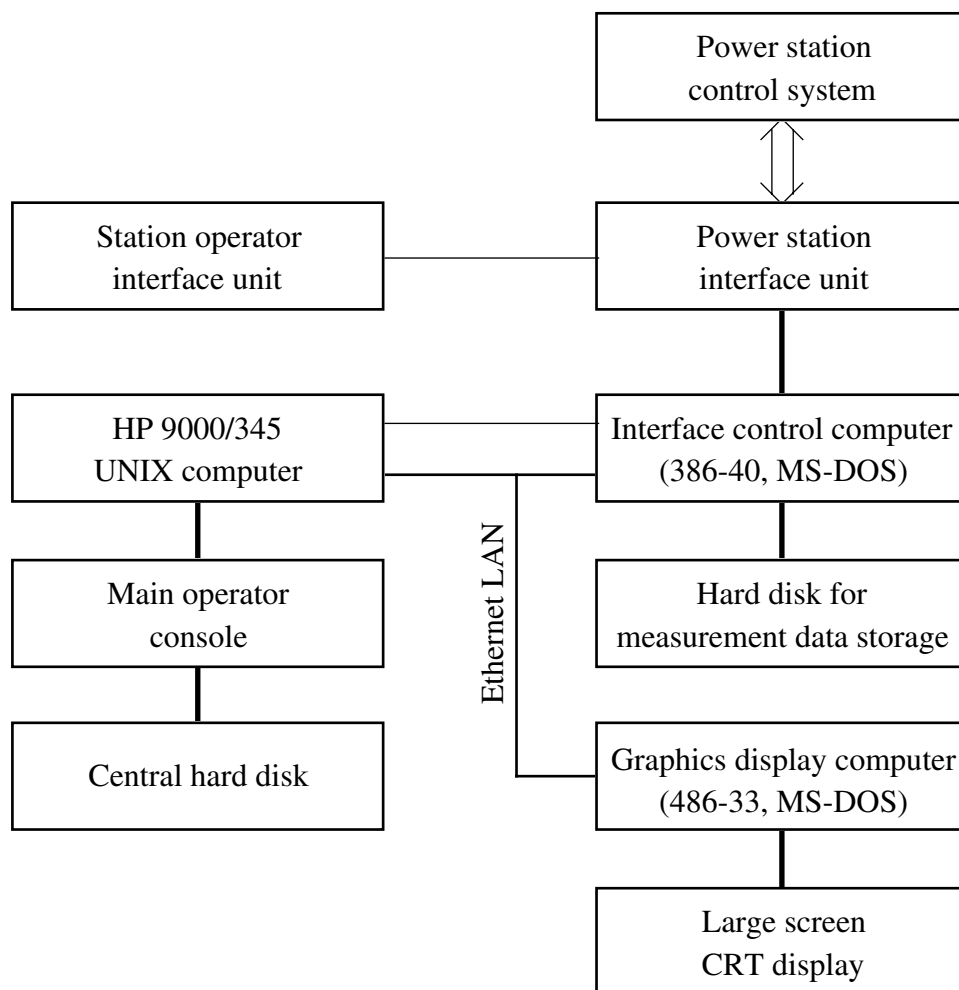 Power station
control system
Station operator
interface unit
Power station
interface unit
HP 9000/345
UNIX computer
Interface control computer
(386-40, MS-DOS)
Ethernet LAN
Main operator
console
Hard disk for
measurement data storage
Central hard disk
Graphics display computer
(486-33, MS-DOS)
Large screen
CRT display